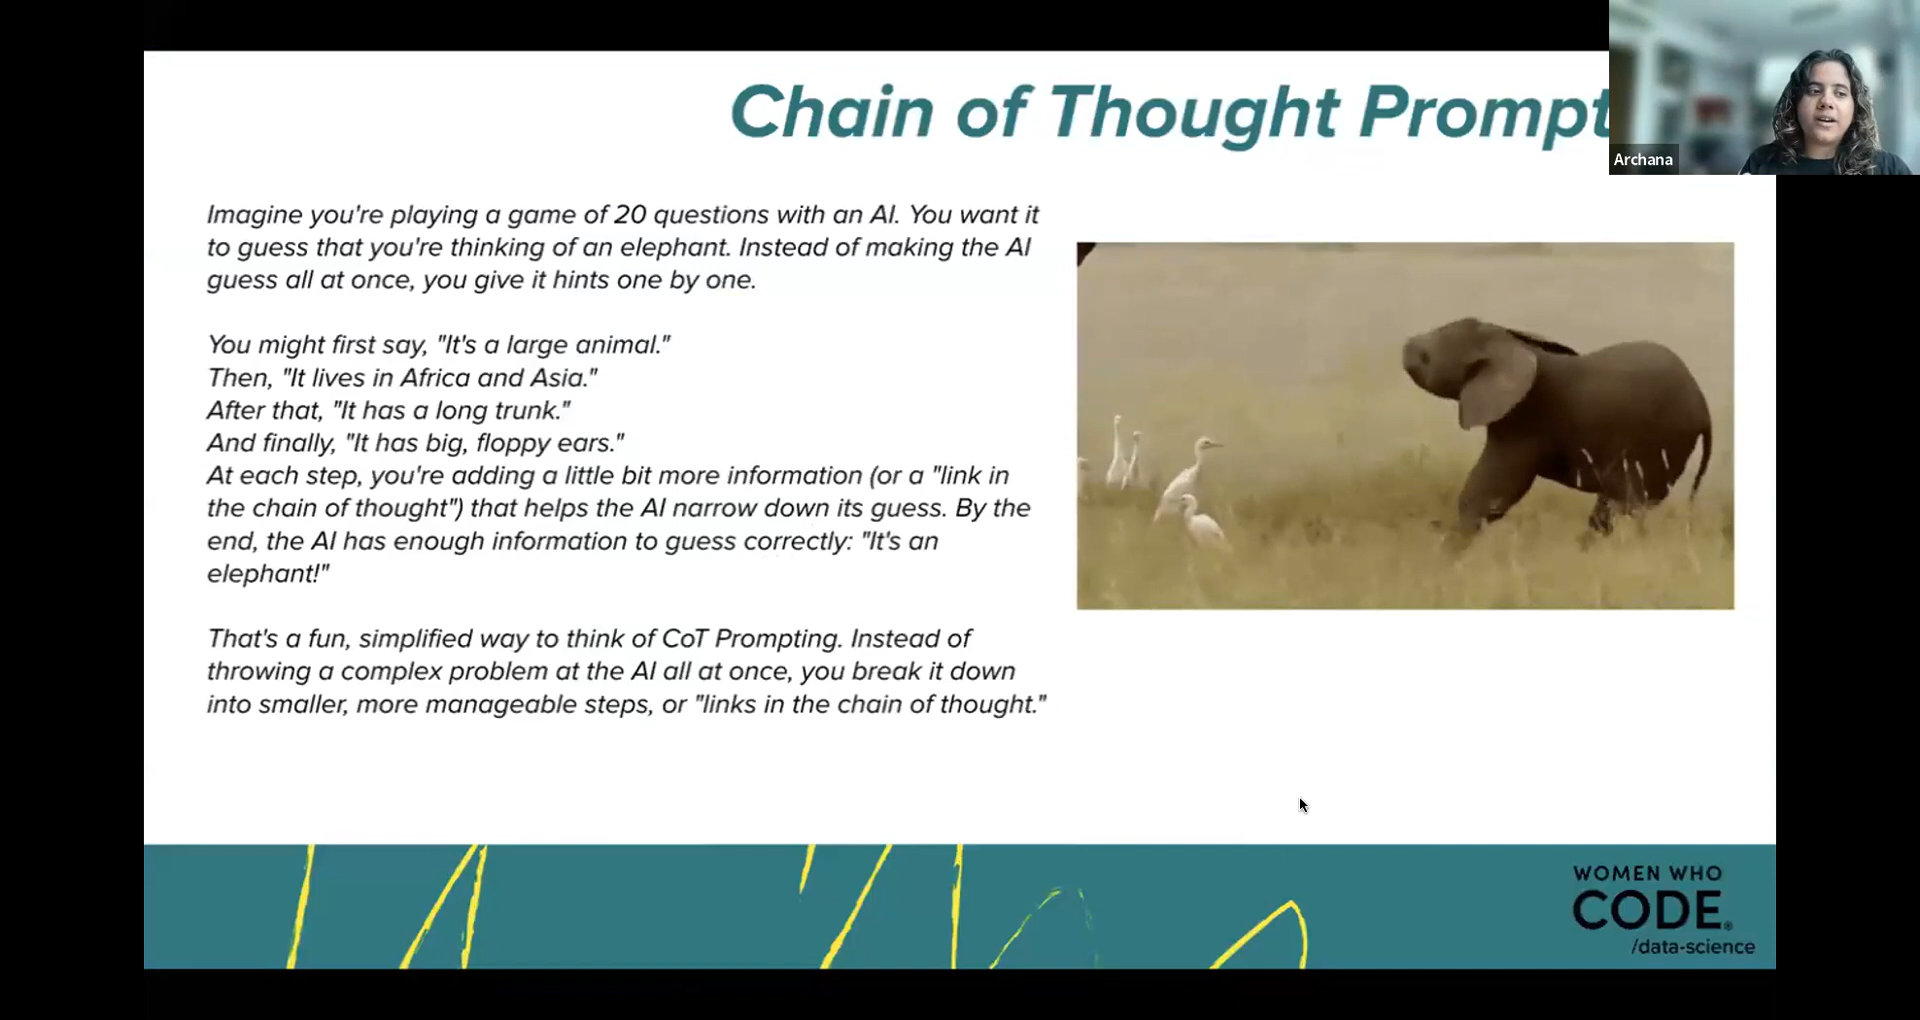 Chain of Thought Prompt
Archana
Imagine you're playing a game of 20 questions with an AI. You want it
to guess that you're thinking of an elephant. Instead of making the AI
guess all at once, you give it hints one by one.
You might first say, "It's a large animal."
Then, "It lives in Africa and Asia."
After that, "It has a long trunk."
And finally, "It has big, floppy ears."
At each step, you're adding a little bit more information (or a "link in
the chain of thought") that helps the AI narrow down its guess. By the
end, the AI has enough information to guess correctly: "It's an
elephant!"
That's a fun, simplified way to think of CoT Prompting. Instead of
throwing a complex problem at the AI all at once, you break it down
into smaller, more manageable steps, or "links in the chain of thought."
WOMEN WHO
CODE®
/data-science